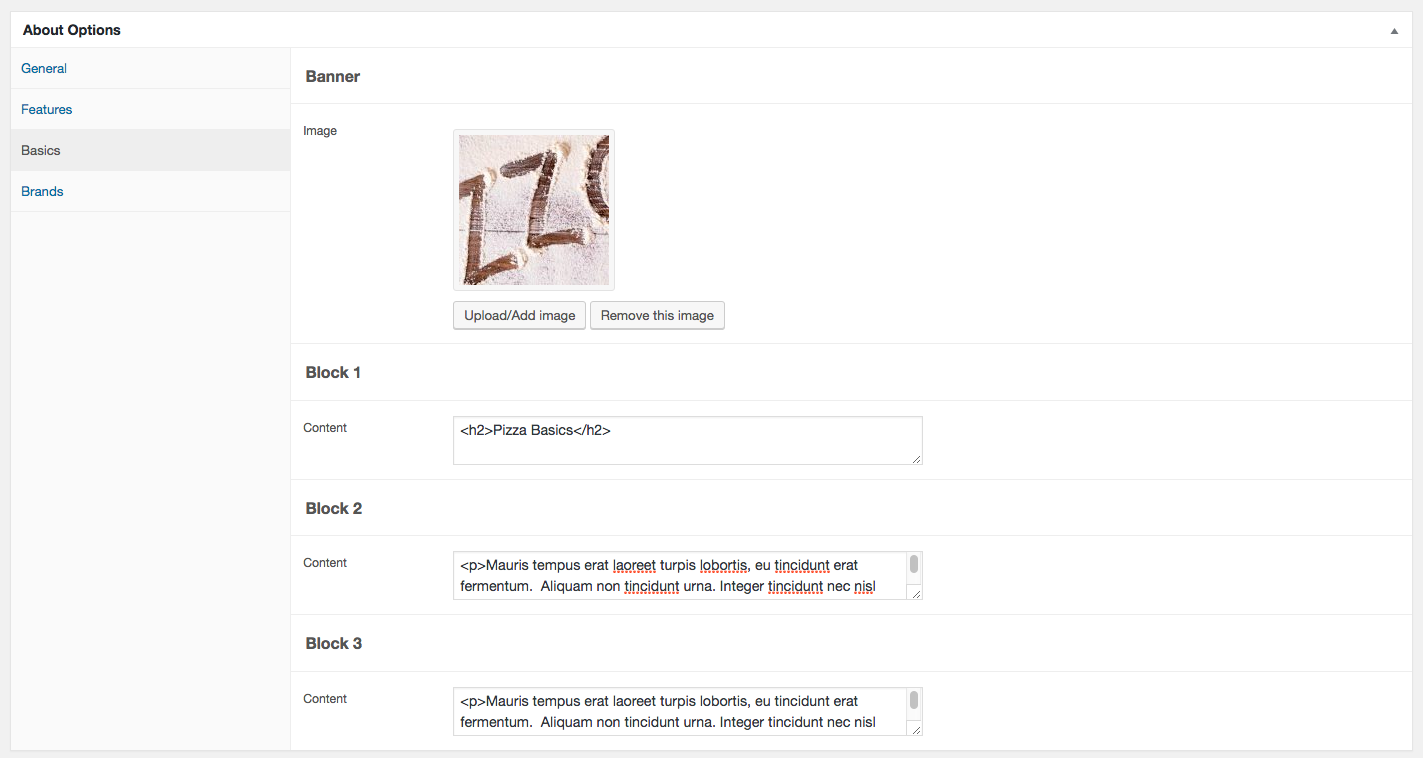 About Options
General
Features
Basics
Brands
Banner
Image
Upload/Add image
Remove this image
Block 1
Content
<h2>Pizza Basics</h2>
Block 2
Content
<p>Mauris tempus erat laoreet turpis lobortis, eu tincidunt erat
fermentum.  Aliquam non tincidunt urna. Integer tincidunt nec nisl
Block 3
Content
<p>Mauris tempus erat laoreet turpis lobortis, eu tincidunt erat
fermentum.  Aliquam non tincidunt urna. Integer tincidunt nec nisl